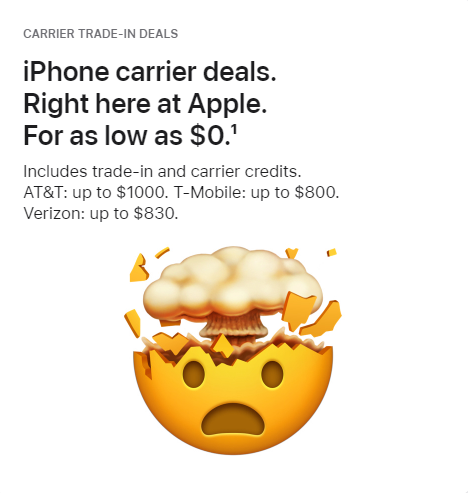 CARRIER TRADE-IN DEALS
iPhone carrier deals.
Right here at Apple.
For as low as $0.¹
Includes trade-in and carrier credits.
AT&T: up to $1000. T-Mobile: up to $800.
Verizon: up to $830.